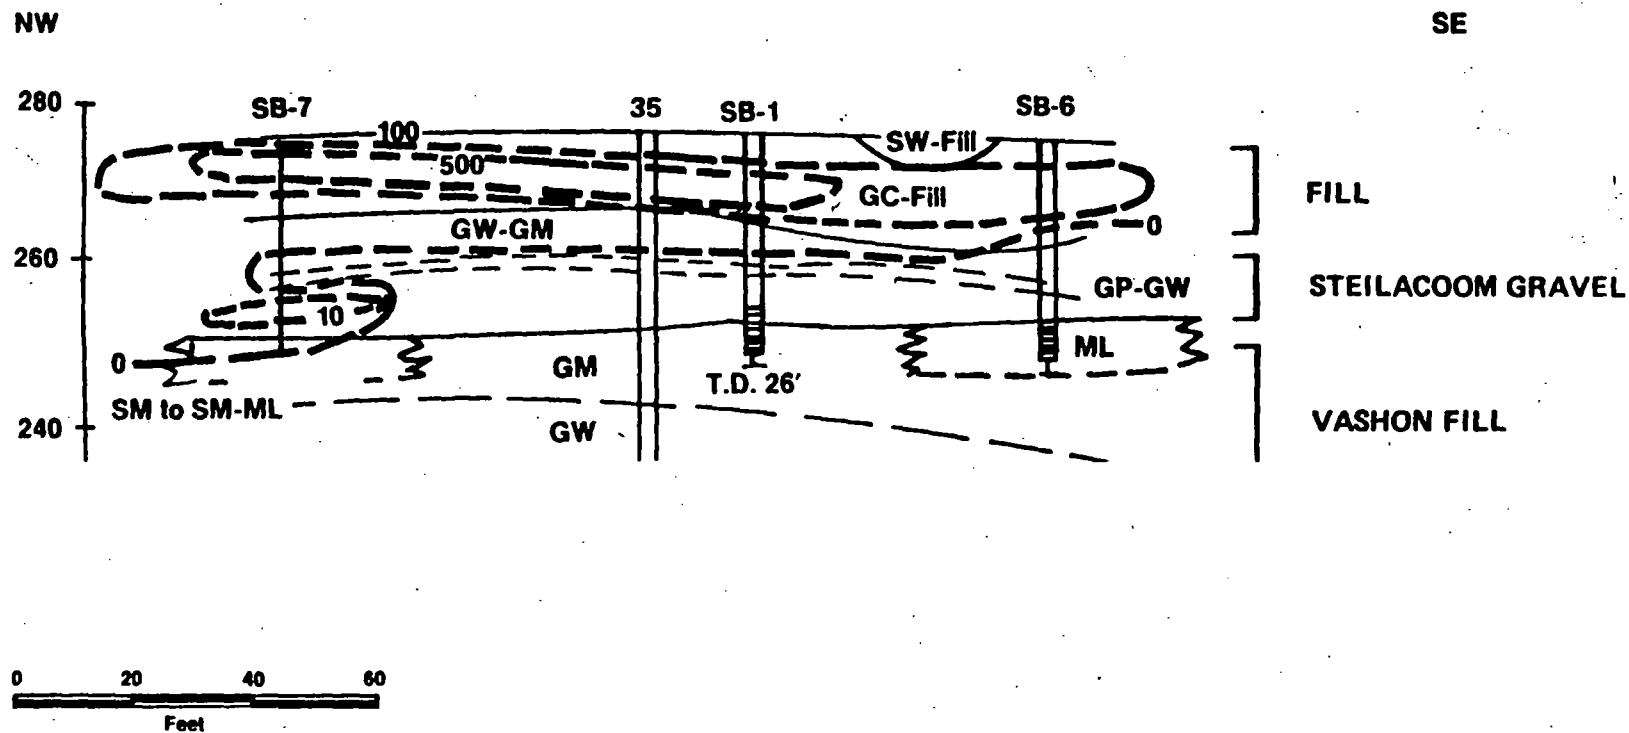 NW
SE
280
SB-7
35
SB-1
SB-6
100
SW-Fill
500
GC-Fill
FILL
0
GW-GM
260
GP-GW
STEILACOOM GRAVEL
10
ML
0
GM
T.D. 26'
SM to SM-ML
240
GW
VASHON FILL
0 20 40 60
Feet